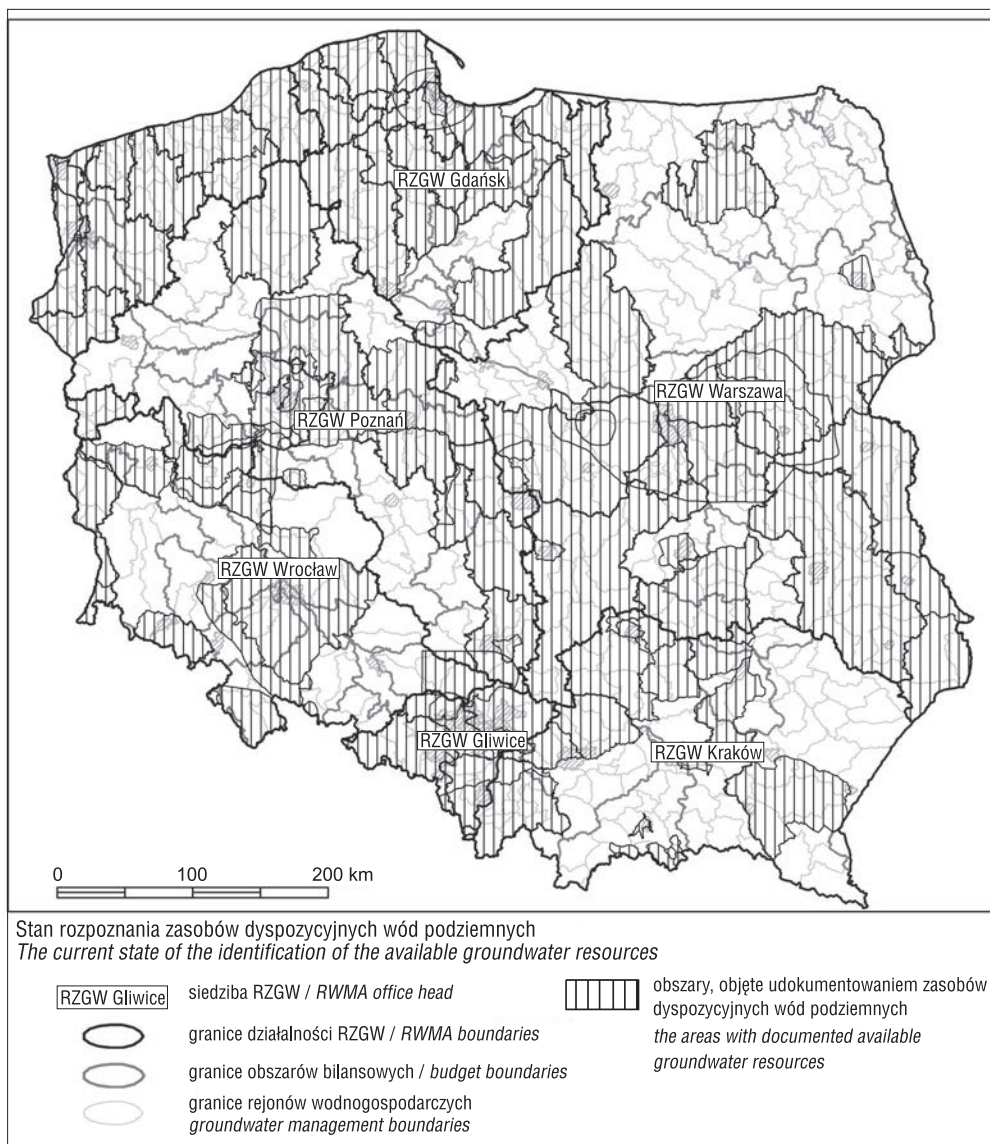 RZGW Gdańsk
RZGW Warszawa
RZGW Poznań
RZGW Wrocław
RZGW Gliwice
RZGW Kraków
0 100 200 km
Stan rozpoznania zasobów dyspozycyjnych wód podziemnych
The current state of the identification of the available groundwater resources
RZGW Gliwice siedziba RZGW / RWMA office head
granice działalności RZGW / RWMA boundaries
granice obszarów bilansowych / budget boundaries
granice rejonów wodnogospodarczych
groundwater management boundaries
obszary, objęte udokumentowaniem zasobów
dyspozycyjnych wód podziemnych
the areas with documented available
groundwater resources